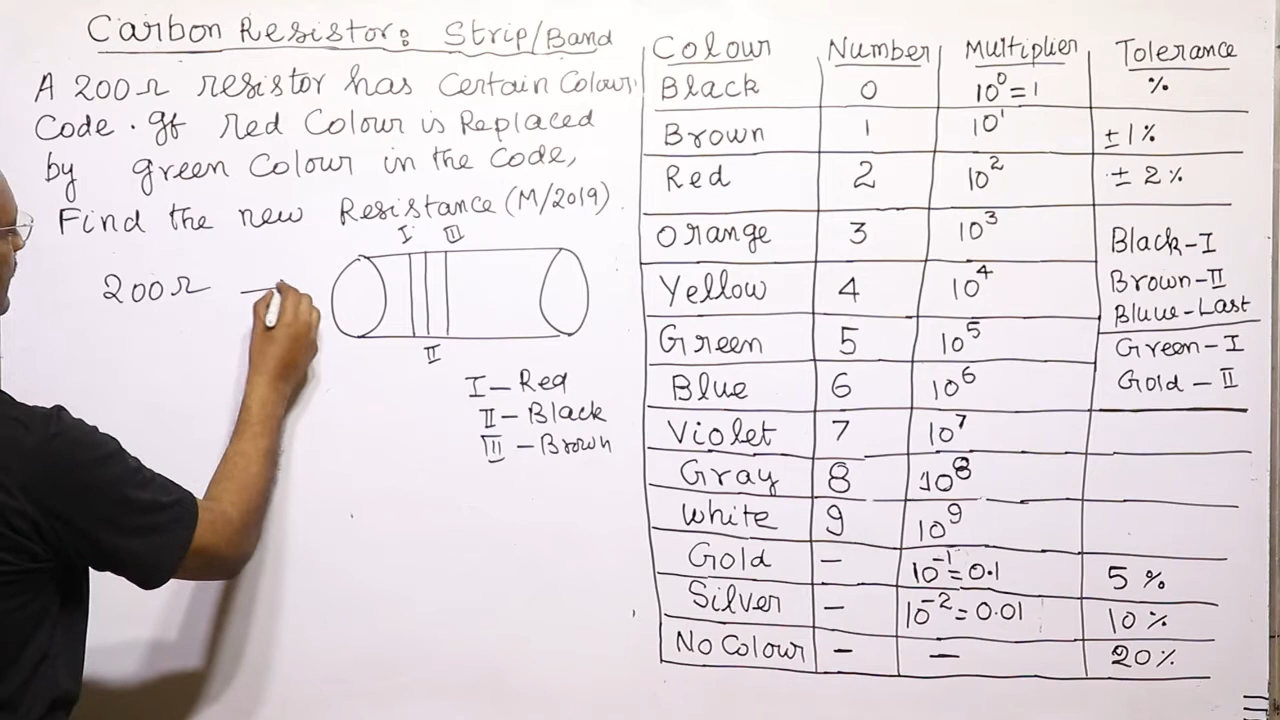 Carbon Resistor: Strip/Band
A 200Ω resistor has Certain Colour
Code. If red Colour is Replaced
by green Colour in the Code,
Find the new Resistance (M/2019).
I III
200Ω —
II
I – Red
II – Black
III – Brown
Colour Number Multiplier Tolerance
Black 0 10⁰=1 %
Brown 1 10¹ ±1%
Red 2 10² ±2%
Orange 3 10³ Black-I
Yellow 4 10⁴ Brown-II
Bluue-Last
Green 5 10⁵ Green-I
Blue 6 10⁶ Gold-II
Violet 7 10⁷
Gray 8 10⁸
White 9 10⁹
Gold – 10⁻¹=0.1 5%
Silver – 10⁻²=0.01 10%
No Colour – – 20%